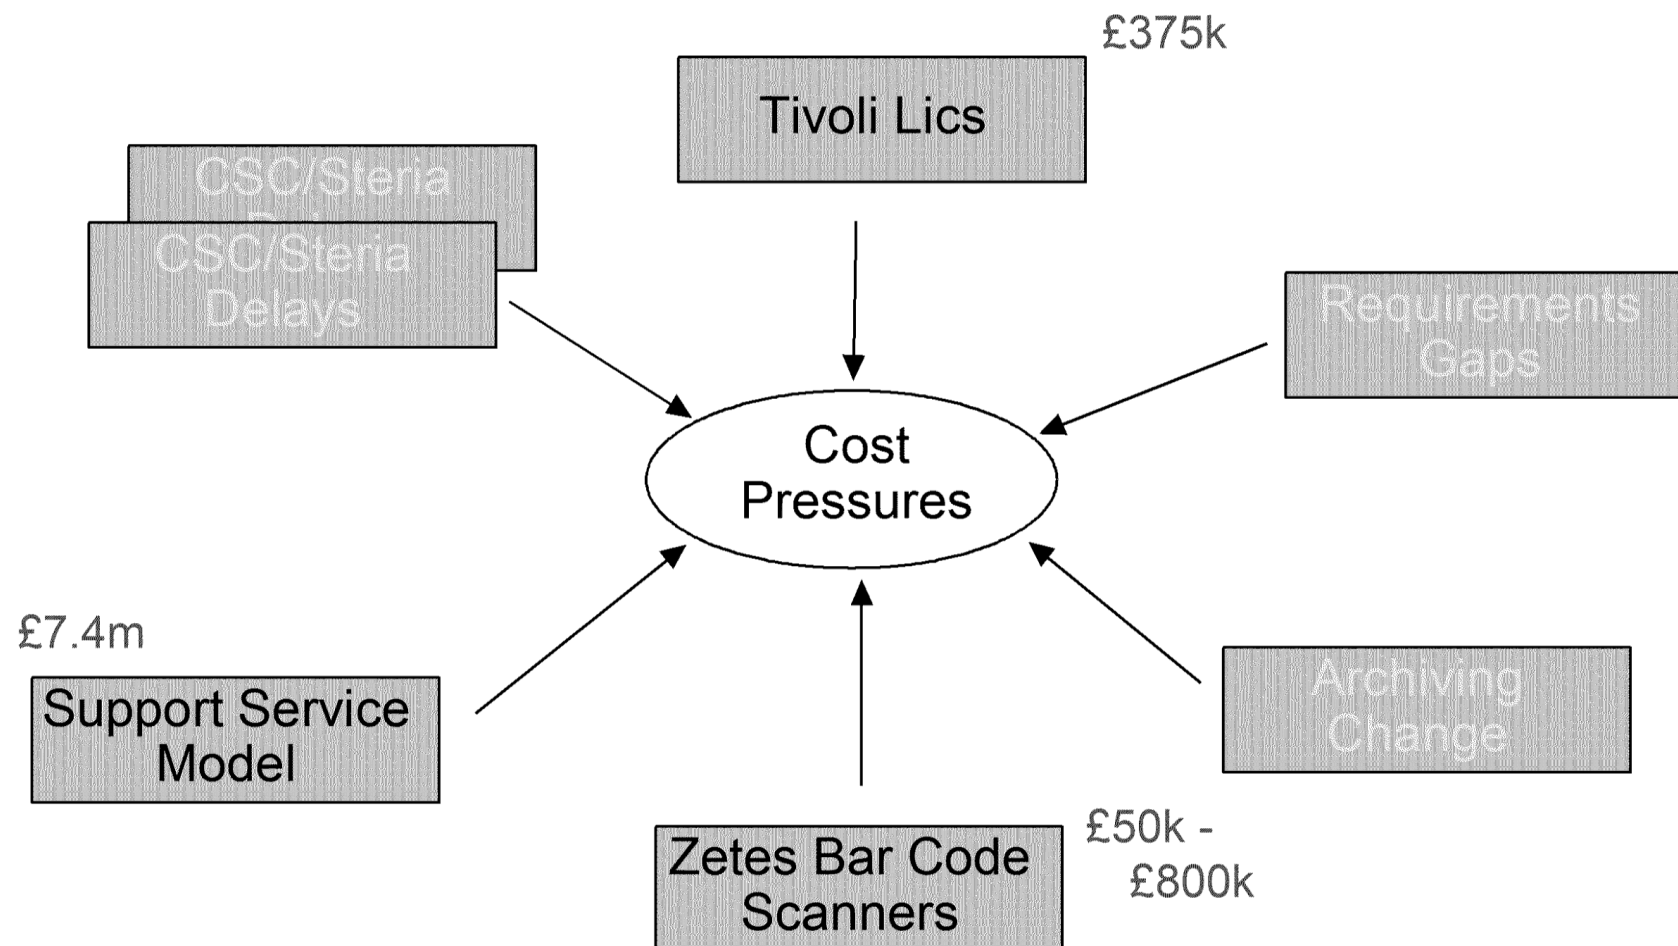 £375k
Tivoli Lics
CSC/Steria
CSC/Steria
Delays
Requirements
Gaps
Cost
Pressures
£7.4m
Support Service
Model
Archiving
Change
£50k -
£800k
Zetes Bar Code
Scanners